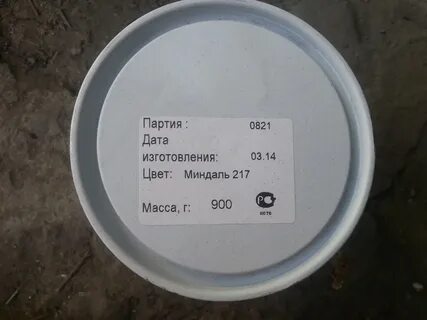 Партия : 0821
Дата
изготовления: 03.14
Цвет: Миндаль 217
Масса, г: 900